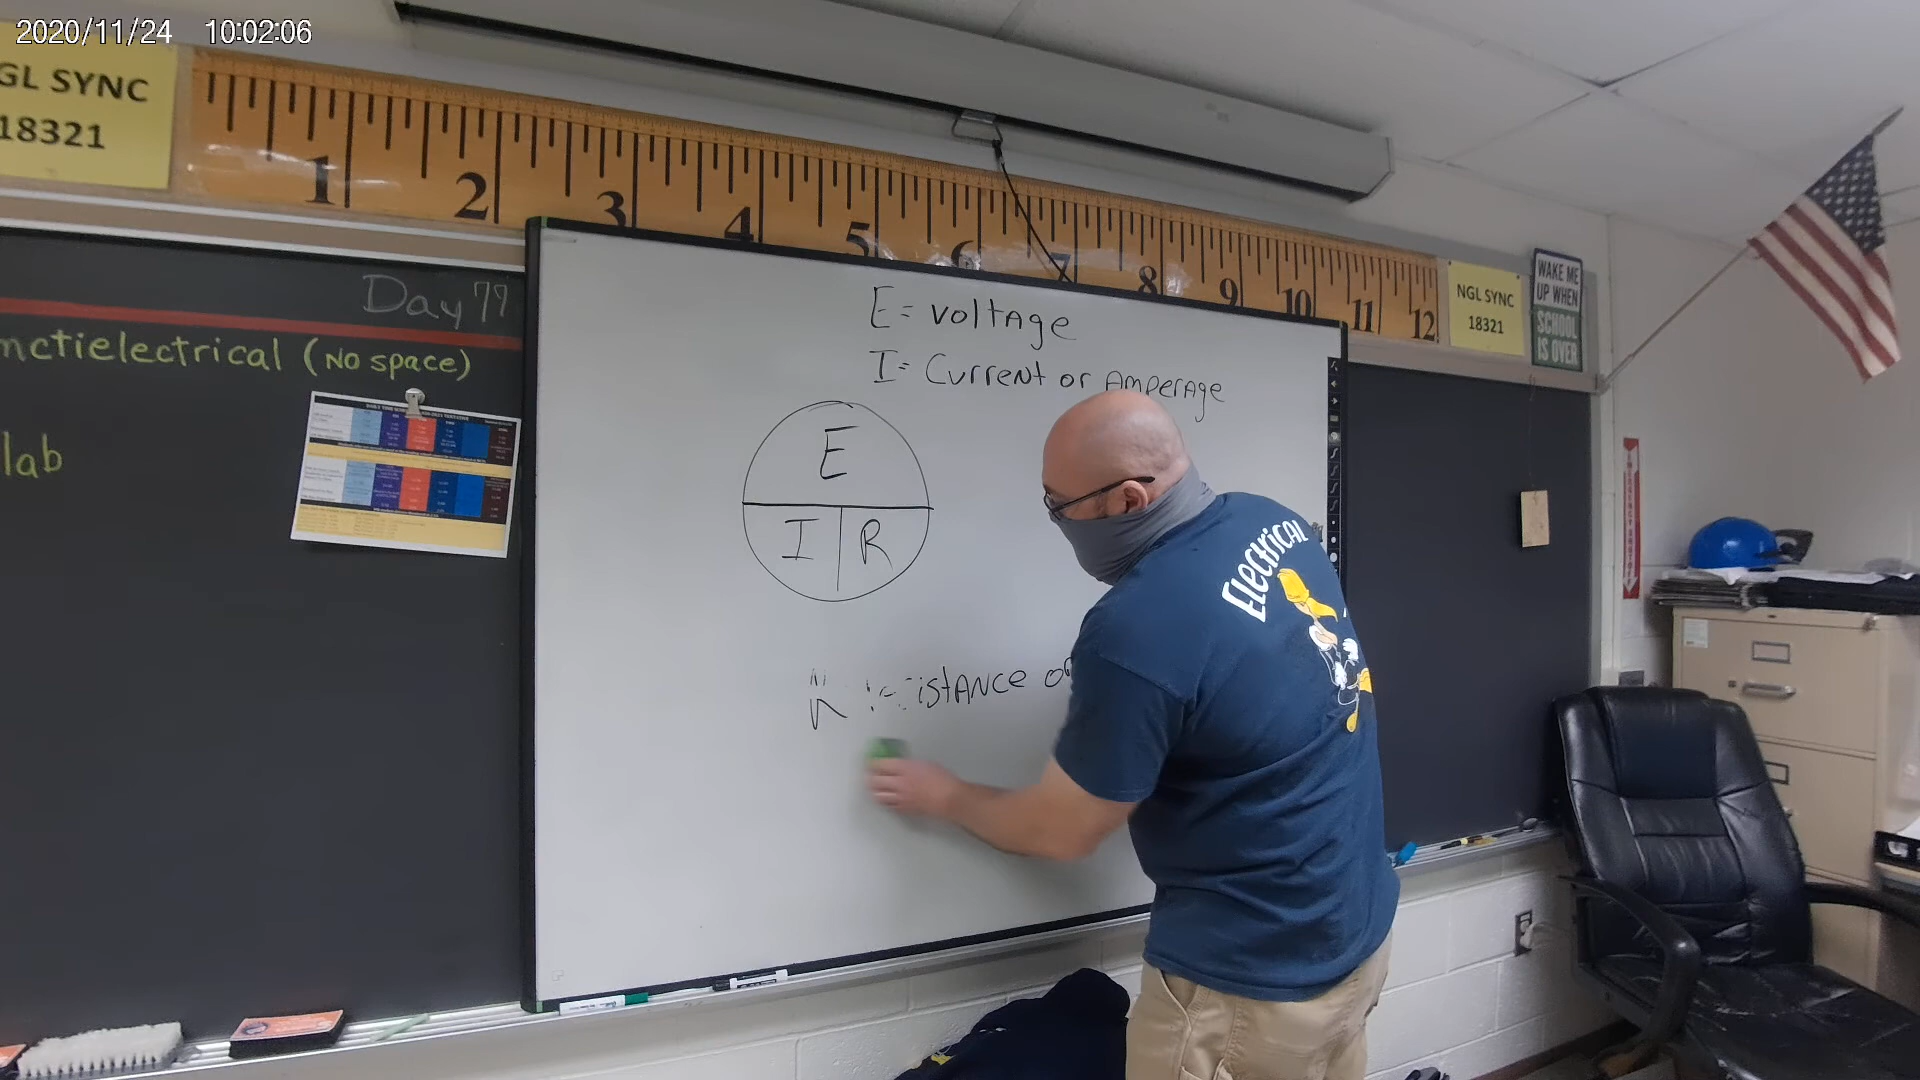 2020/11/24 10:02:06
GL SYNC
18321
1 2 3 4 5 6 7 8 9 10 11 12
NGL SYNC
18321
WAKE ME
UP WHEN
SCHOOL
IS OVER
Day 77
nctielectrical (No space)
lab
E = voltage
I = Current or Amperage
E
I R
istance or
Electrical